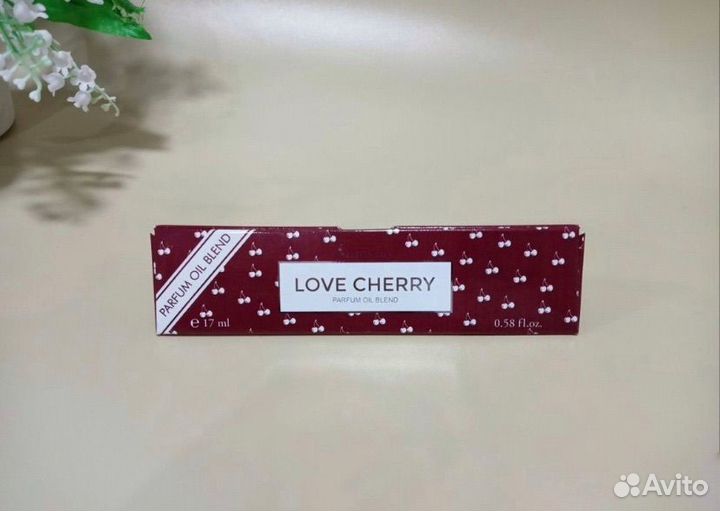 PARFUM OIL BLEND
LOVE CHERRY
PARFUM OIL BLEND
e 17 ml
0.58 fl.oz.
Avito